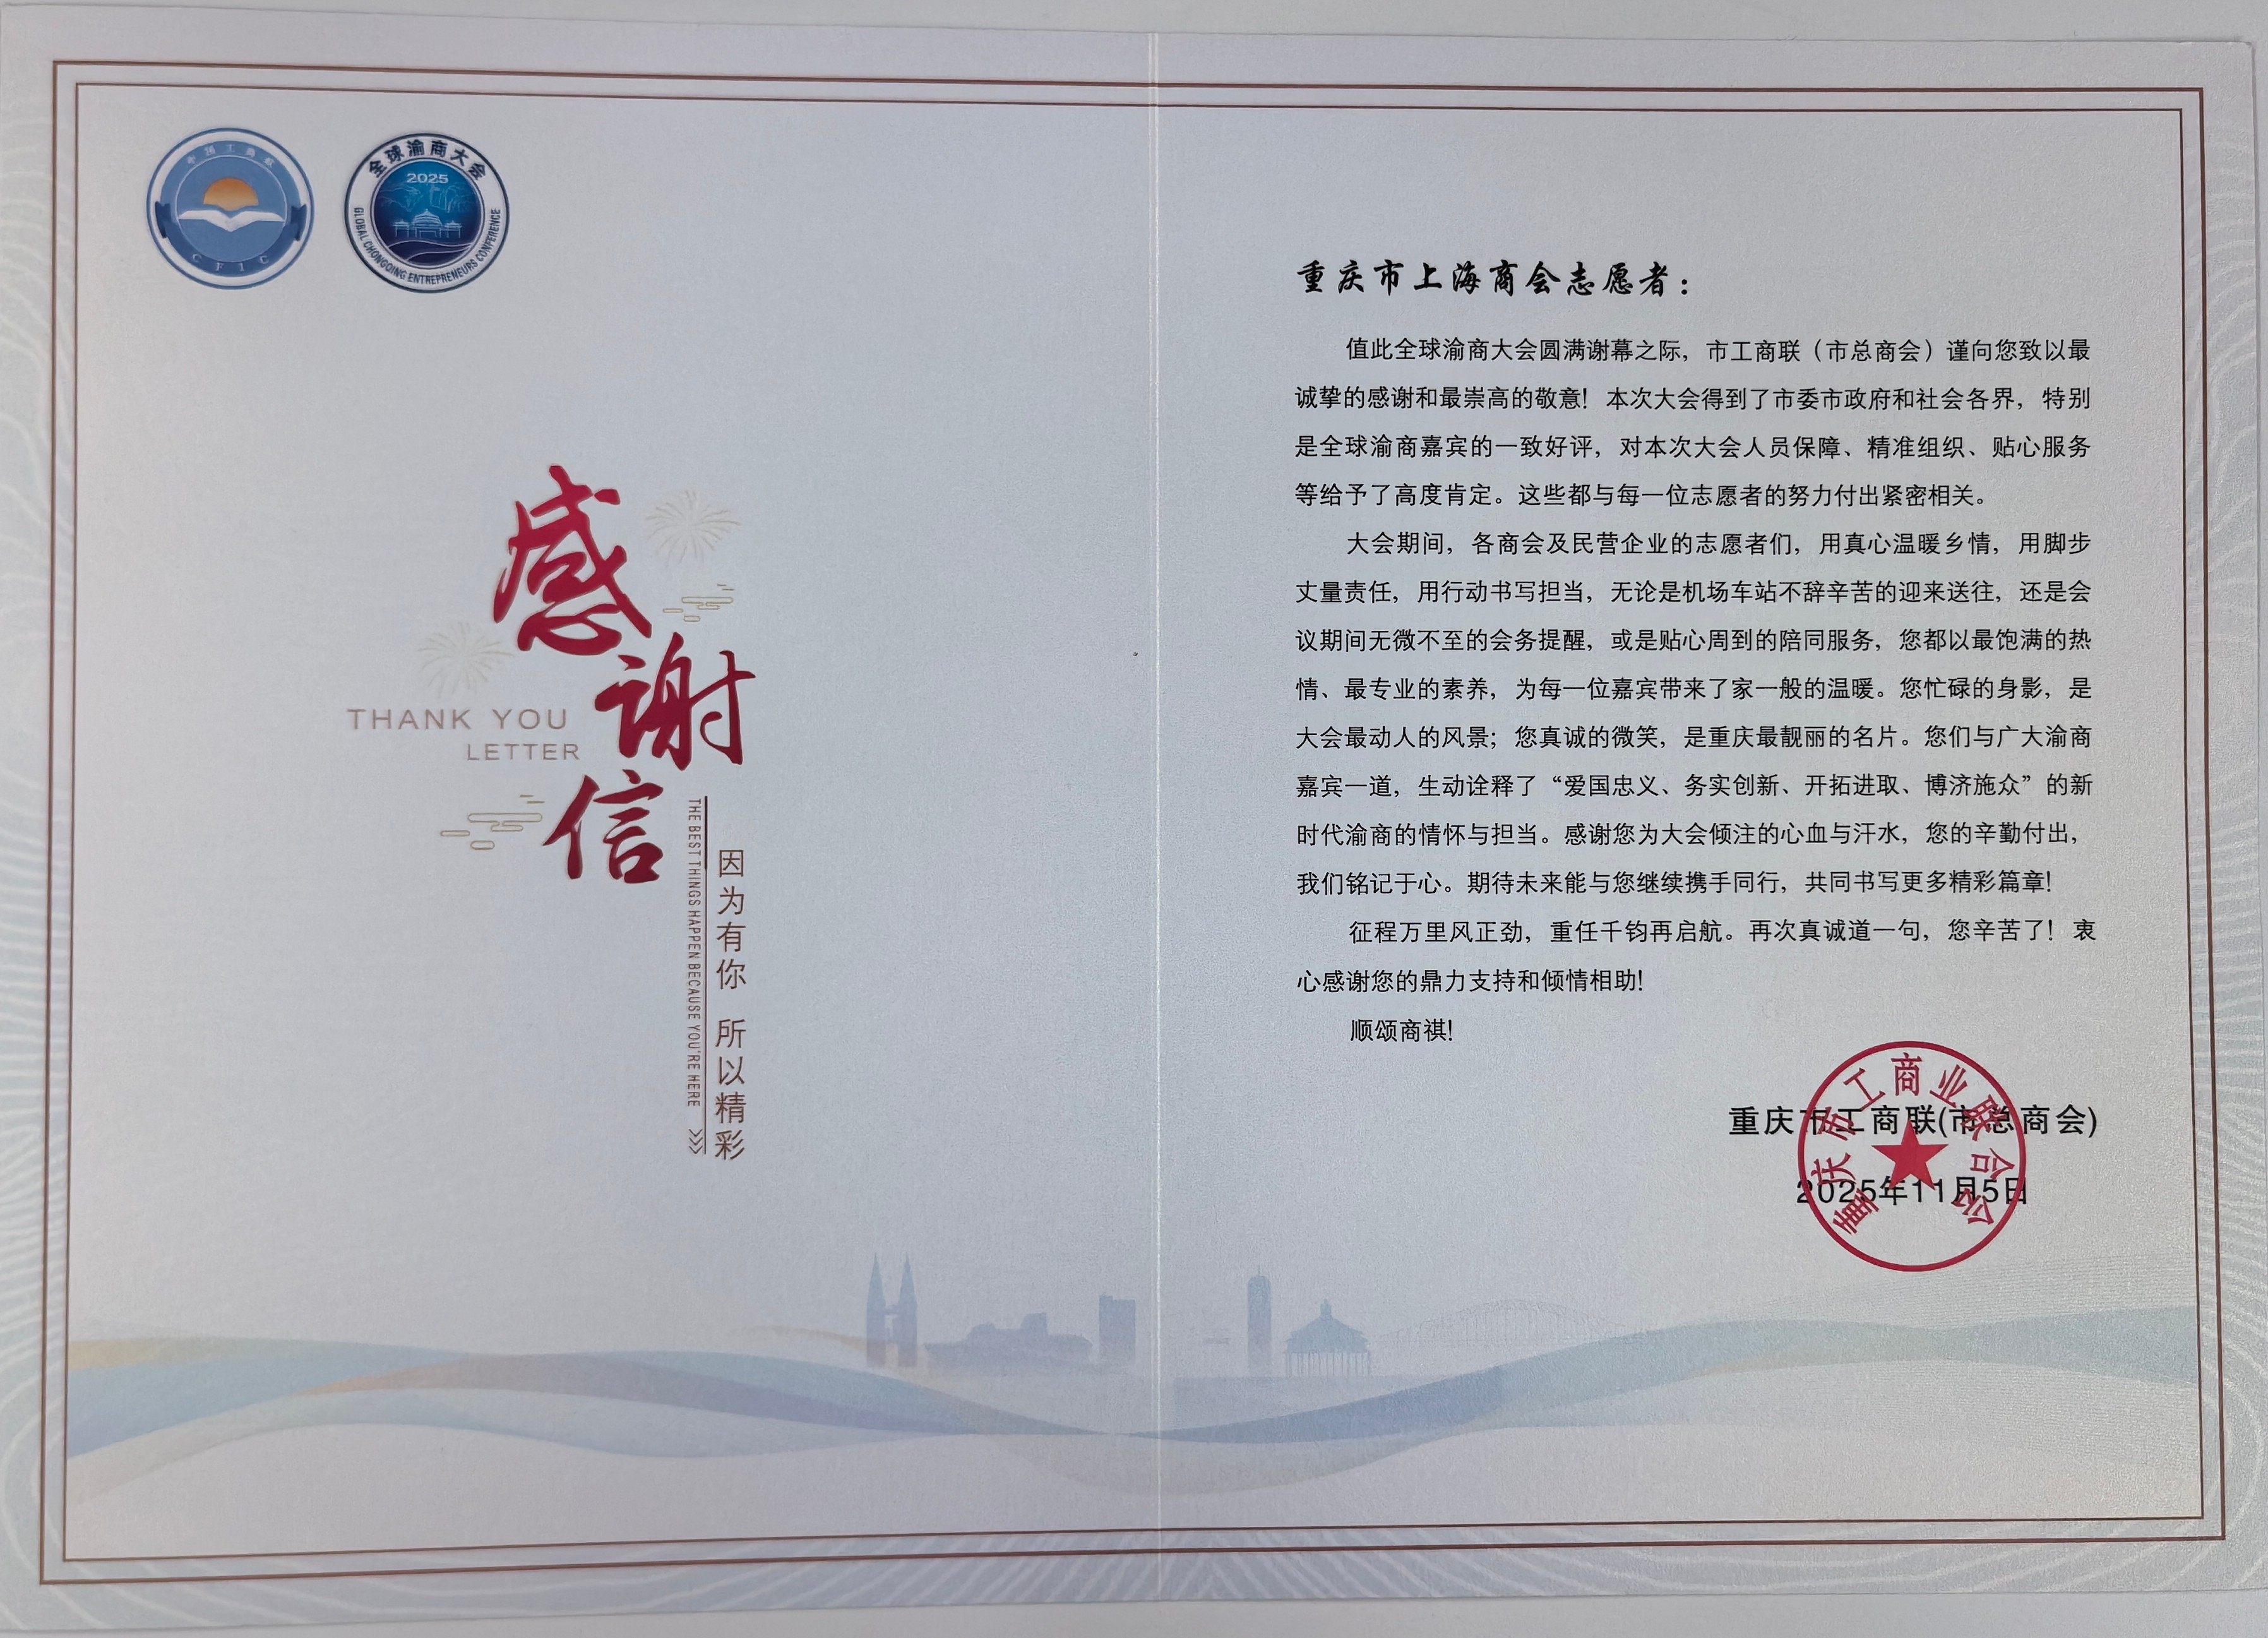 中国工商联
CFIC
全球渝商大会
2025
GLOBAL CHONGQING ENTREPRENEURS CONFERENCE
感谢信
THANK YOU
LETTER
THE BEST THINGS HAPPEN BECAUSE YOU'RE HERE
因为有你 所以精彩
重庆市上海商会志愿者：
值此全球渝商大会圆满谢幕之际，市工商联（市总商会）谨向您致以最
诚挚的感谢和最崇高的敬意！本次大会得到了市委市政府和社会各界，特别
是全球渝商嘉宾的一致好评，对本次大会人员保障、精准组织、贴心服务
等给予了高度肯定。这些都与每一位志愿者的努力付出紧密相关。
大会期间，各商会及民营企业的志愿者们，用真心温暖乡情，用脚步
丈量责任，用行动书写担当，无论是机场车站不辞辛苦的迎来送往，还是会
议期间无微不至的会务提醒，或是贴心周到的陪同服务，您都以最饱满的热
情、最专业的素养，为每一位嘉宾带来了家一般的温暖。您忙碌的身影，是
大会最动人的风景；您真诚的微笑，是重庆最靓丽的名片。您们与广大渝商
嘉宾一道，生动诠释了“爱国忠义、务实创新、开拓进取、博济施众”的新
时代渝商的情怀与担当。感谢您为大会倾注的心血与汗水，您的辛勤付出，
我们铭记于心。期待未来能与您继续携手同行，共同书写更多精彩篇章！
征程万里风正劲，重任千钧再启航。再次真诚道一句，您辛苦了！衷
心感谢您的鼎力支持和倾情相助！
顺颂商祺！
重庆市工商联(市总商会)
2025年11月5日
重庆市工商业联合会